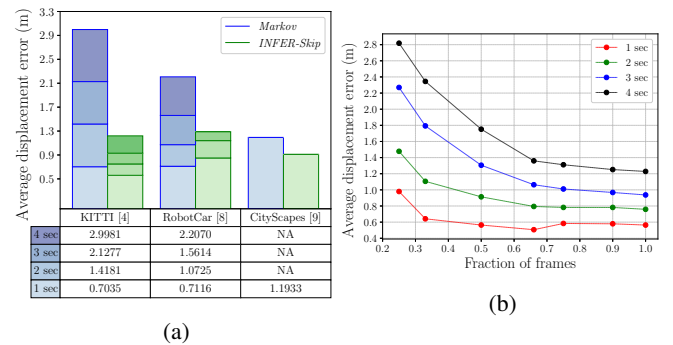 Average displacement error (m)
3.3
2.9
2.5
2.1
1.7
1.3
0.9
0.5
Markov
INFER-Skip
KITTI [4] RobotCar [8] CityScapes [9]
4 sec 2.9981 2.2070 NA
3 sec 2.1277 1.5614 NA
2 sec 1.4181 1.0725 NA
1 sec 0.7035 0.7116 1.1933
(a)
Average displacement error (m)
2.8
2.6
2.4
2.2
2.0
1.8
1.6
1.4
1.2
1.0
0.8
0.6
0.4
1 sec
2 sec
3 sec
4 sec
0.2 0.3 0.4 0.5 0.6 0.7 0.8 0.9 1.0
Fraction of frames
(b)